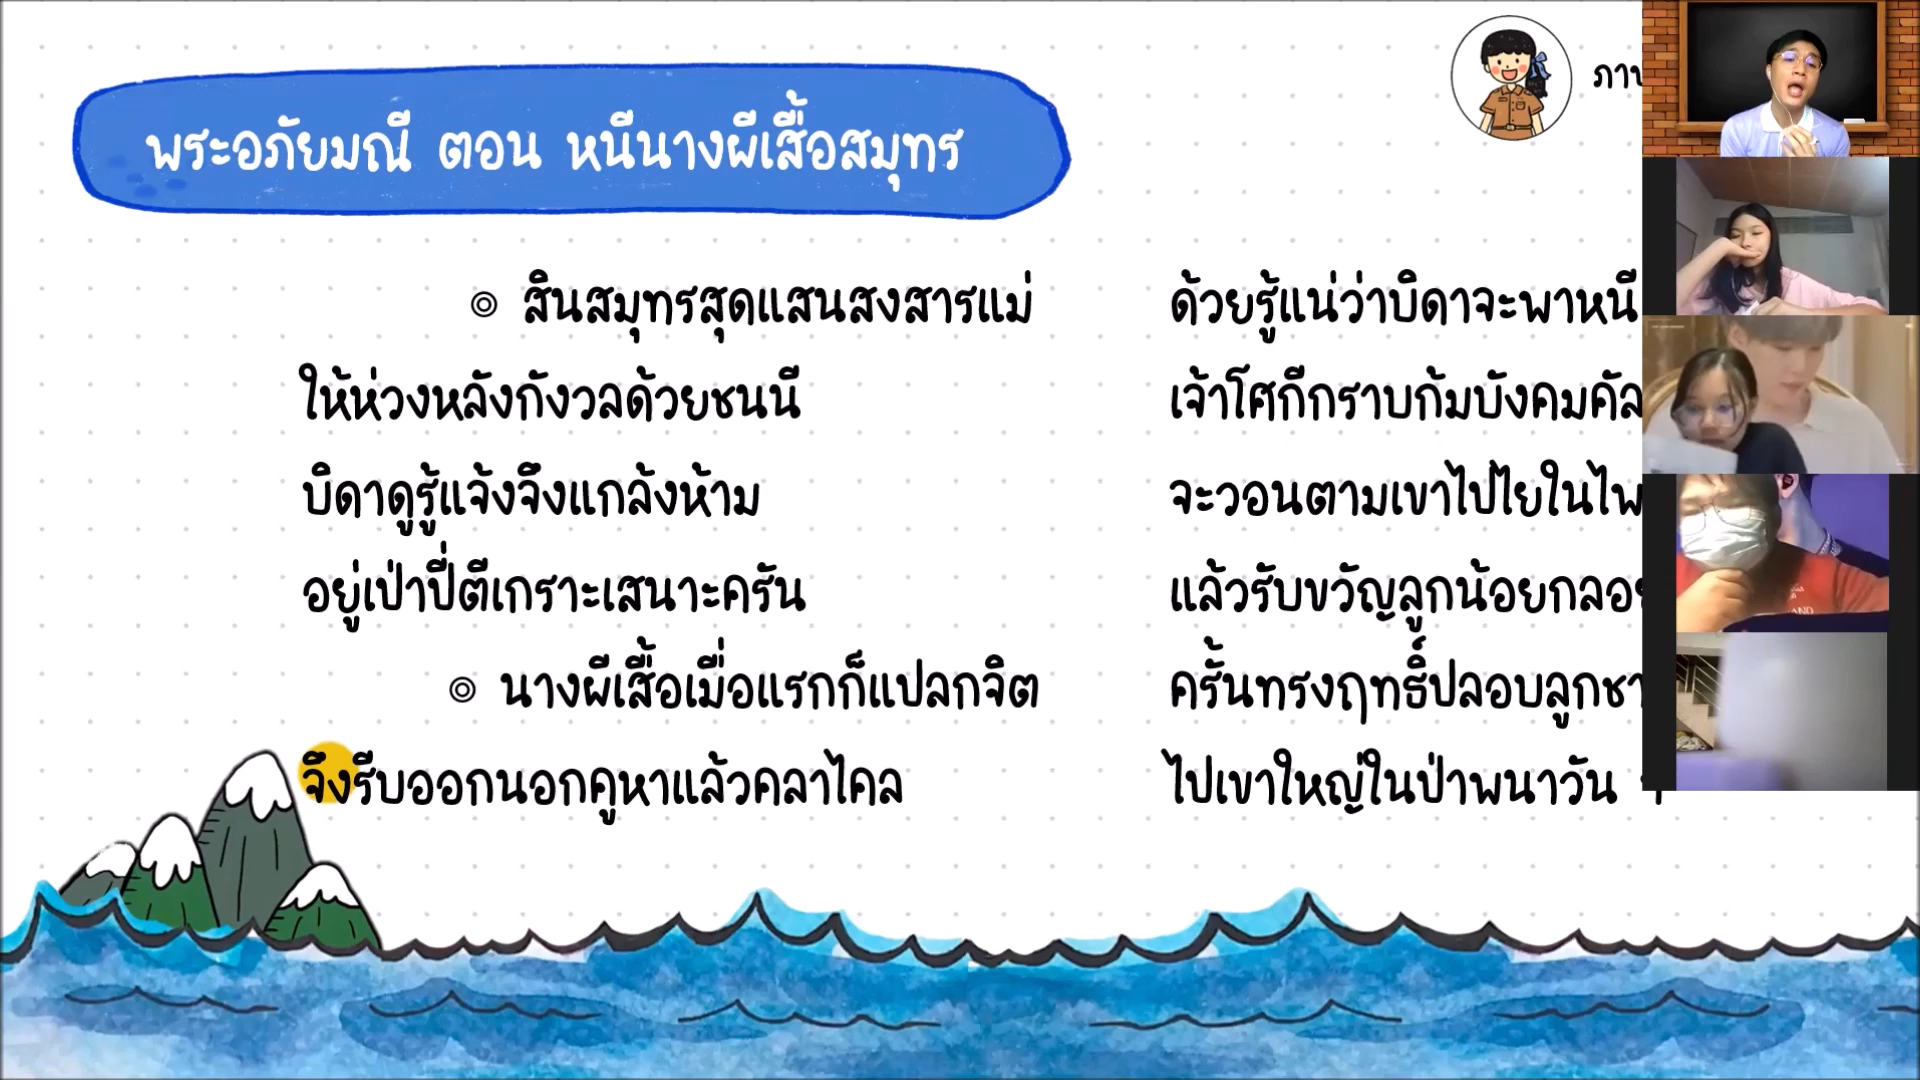 พระอภัยมณี ตอน หนีนางผีเสื้อสมุทร
๏ สินสมุทรสุดแสนสงสารแม่ ด้วยรู้แน่ว่าบิดาจะพาหนี
ให้ห่วงหลังกังวลด้วยชนนี เจ้าโศกีกราบก้มบังคมคัล
บิดาดูรู้แจ้งจึงแกล้งห้าม จะวอนตามเขาไปไยในไพ
อยู่เป่าปี่ตีเกราะเสนาะครัน แล้วรับขวัญลูกน้อย
๏ นางผีเสื้อเมื่อแรกก็แปลกจิต ครั้นทรงฤทธิ์ปลอบลูก
จึงรีบออกนอกคูหาแล้วคลาไคล ไปเขาใหญ่ในป่าพนาวัน ฯ